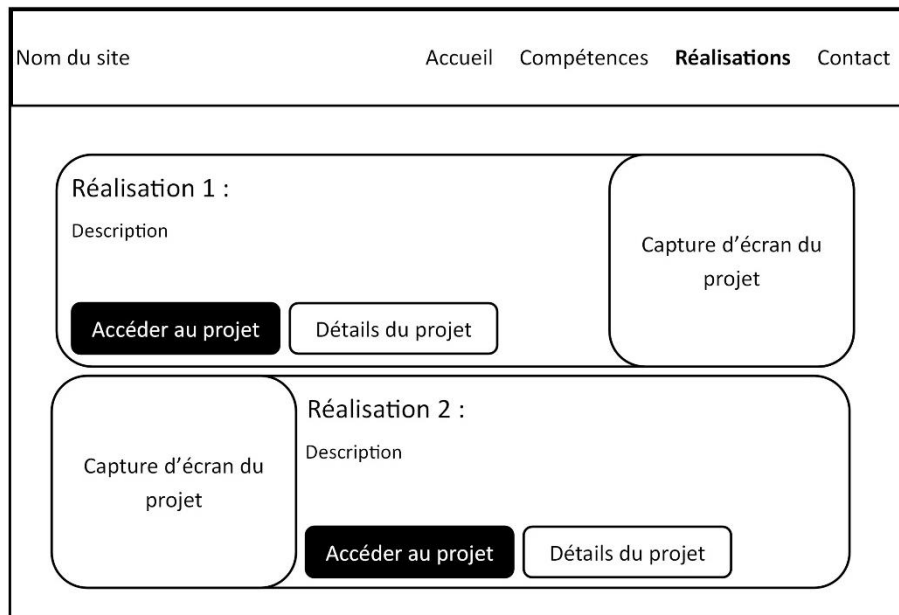 Nom du site
Accueil Compétences Réalisations Contact
Réalisation 1 :
Description
Accéder au projet
Détails du projet
Capture d’écran du
projet
Capture d’écran du
projet
Réalisation 2 :
Description
Accéder au projet
Détails du projet